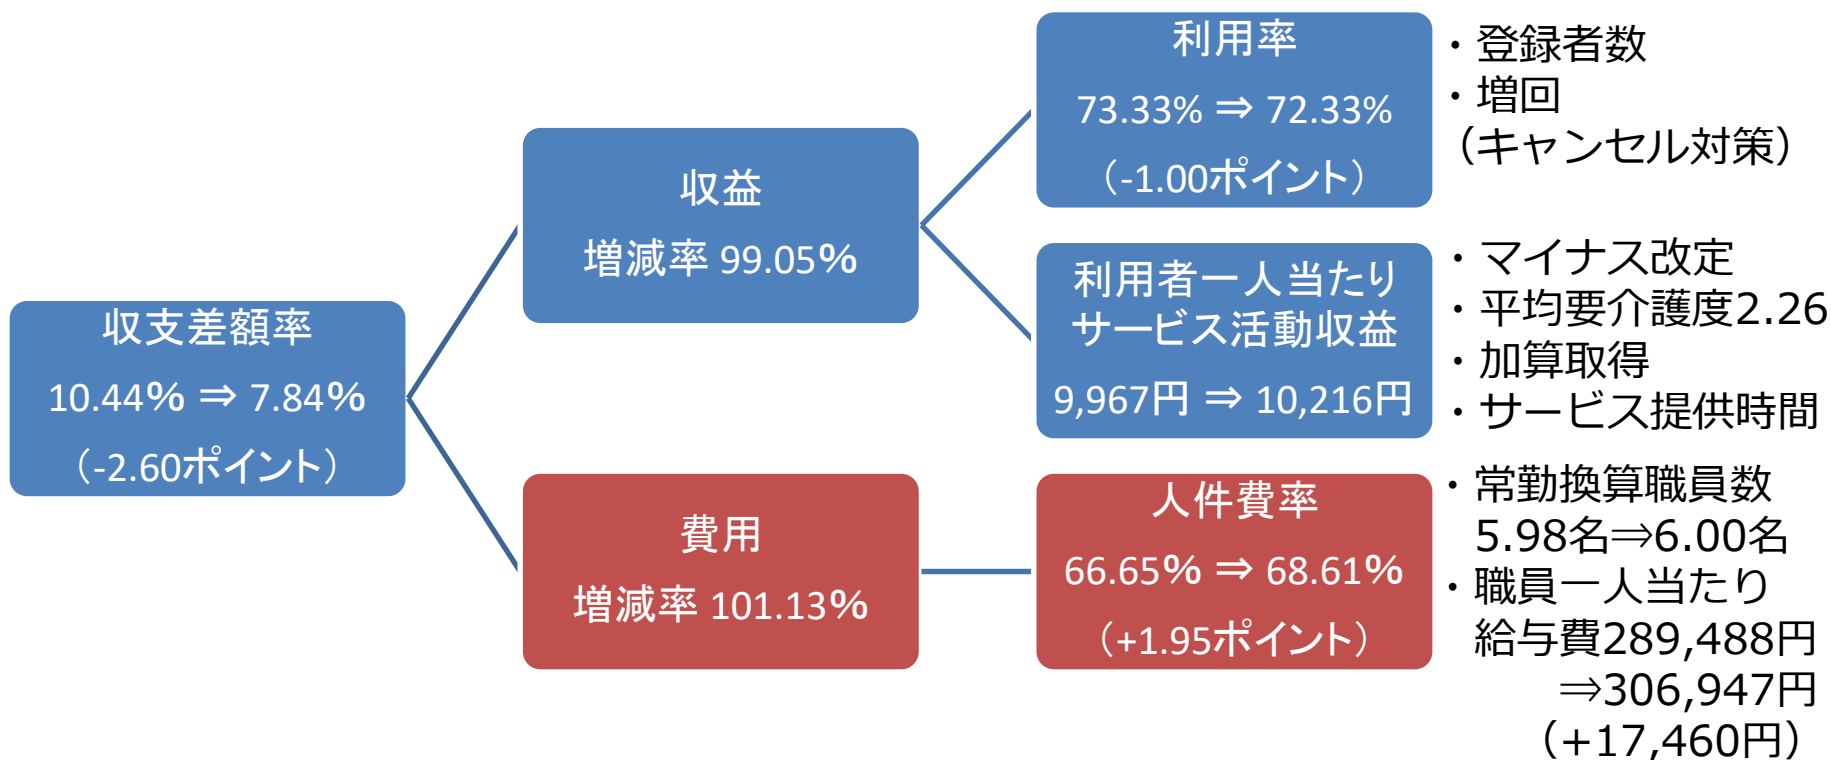 収支差額率
10.44% ⇒ 7.84%
（-2.60ポイント）
収益
増減率 99.05%
費用
増減率 101.13%
利用率
73.33% ⇒ 72.33%
（-1.00ポイント）
利用者一人当たり
サービス活動収益
9,967円 ⇒ 10,216円
人件費率
66.65% ⇒ 68.61%
（+1.95ポイント）
・登録者数
・増回
（キャンセル対策）
・マイナス改定
・平均要介護度2.26
・加算取得
・サービス提供時間
・常勤換算職員数
5.98名⇒6.00名
・職員一人当たり
給与費289,488円
⇒306,947円
（+17,460円）